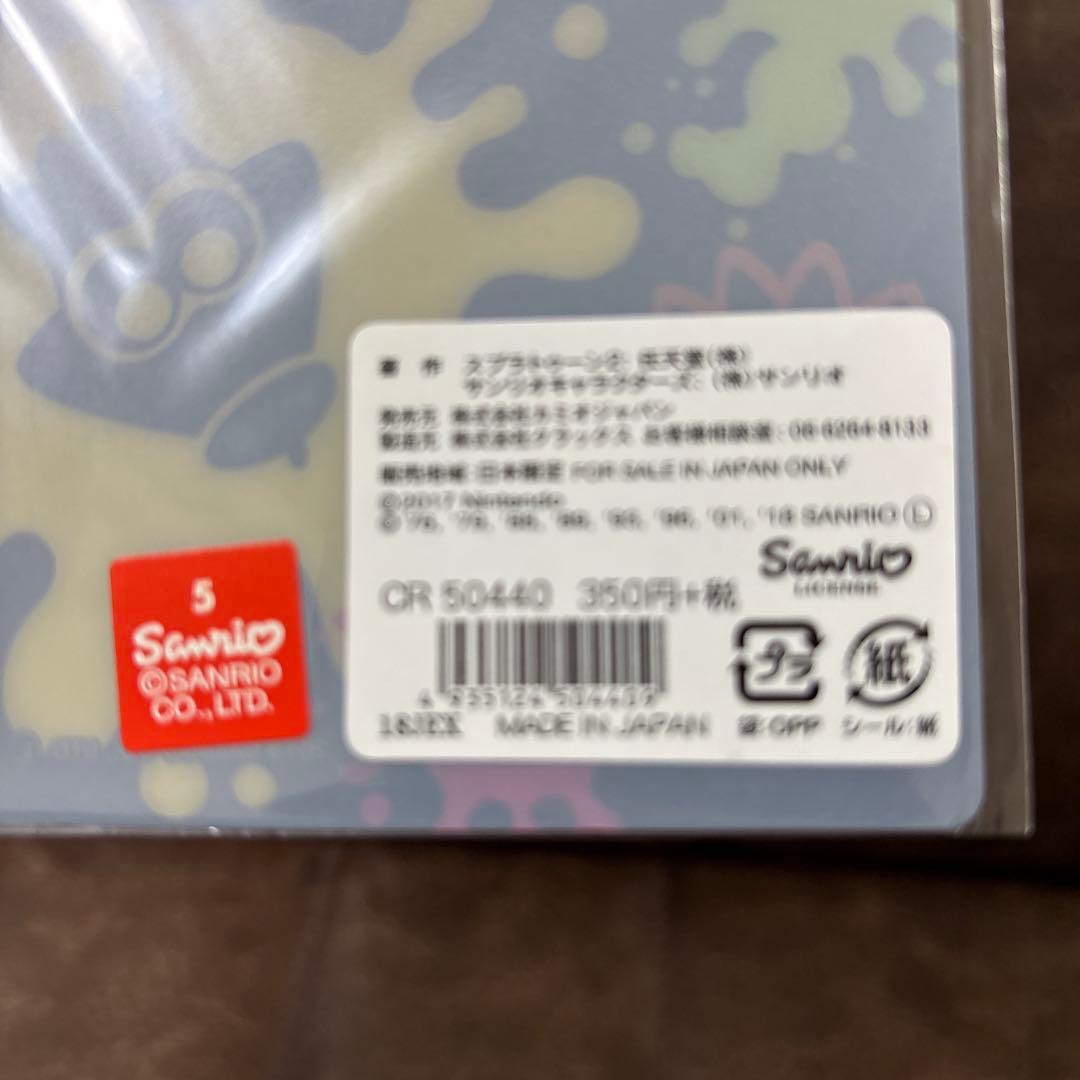 著作 スプラトゥーン2: 任天堂(株)
サンリオキャラクターズ: (株)サンリオ
発売元 株式会社カミオジャパン
製造元 株式会社クラックス お客様相談室: 06-6264-8133
販売地域 日本限定 FOR SALE IN JAPAN ONLY
©2017 Nintendo
© '76, '79, '88, '89, '93, '96, '01, '18 SANRIO Ⓛ
Sanrio
LICENSE
CR 50440 350円+税
4 955124 504409
プラ
紙
MADE IN JAPAN
袋:OPP
シール:紙
5
Sanrio
©SANRIO
CO.,LTD.